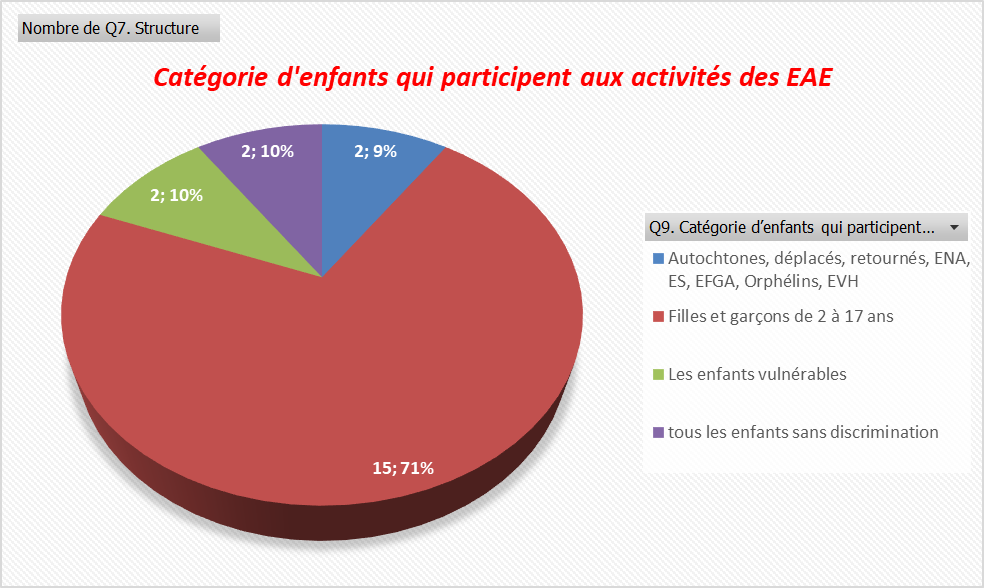 Nombre de Q7. Structure
Catégorie d'enfants qui participent aux activités des EAE
2; 10%
2; 9%
2; 10%
15; 71%
Q9. Catégorie d’enfants qui participent...
Autochtones, déplacés, retournés, ENA,
ES, EFGA, Orphélins, EVH
Filles et garçons de 2 à 17 ans
Les enfants vulnérables
tous les enfants sans discrimination